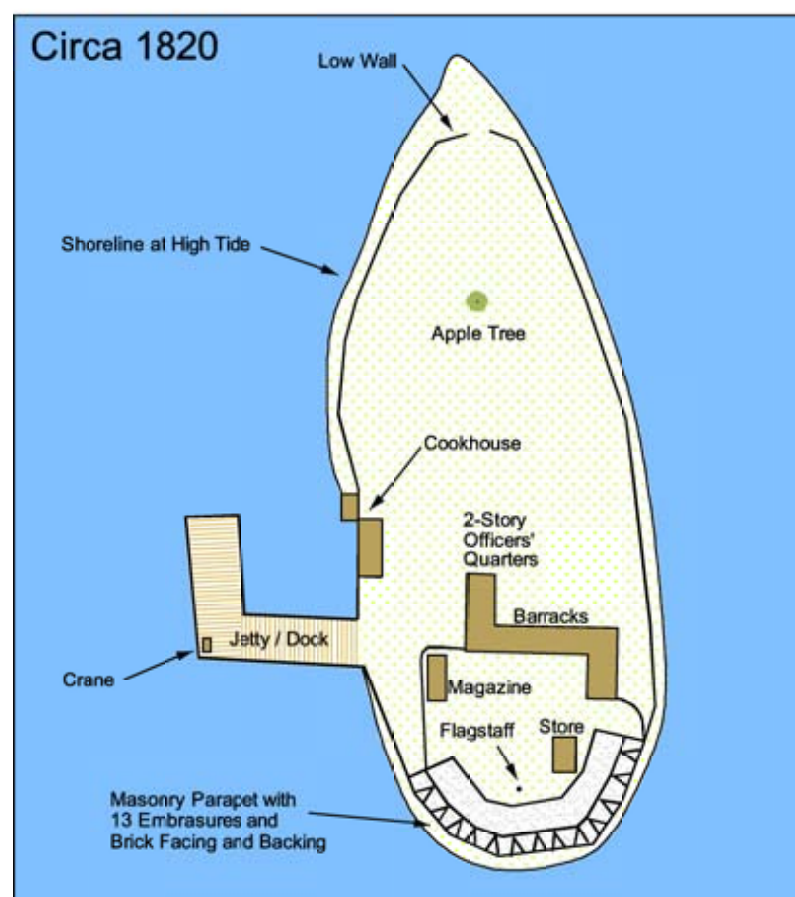 Circa 1820
Low Wall
Shoreline at High Tide
Apple Tree
Cookhouse
2-Story
Officers'
Quarters
Barracks
Jetty / Dock
Crane
Magazine
Flagstaff
Store
Masonry Parapet with
13 Embrasures and
Brick Facing and Backing